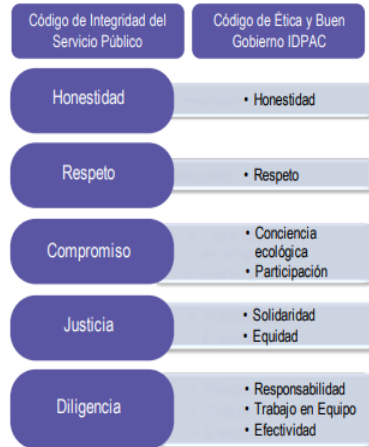 Código de Integridad del
Servicio Público
Código de Ética y Buen
Gobierno IDPAC
Honestidad
• Honestidad
Respeto
• Respeto
Compromiso
• Conciencia
ecológica
• Participación
Justicia
• Solidaridad
• Equidad
Diligencia
• Responsabilidad
• Trabajo en Equipo
• Efectividad